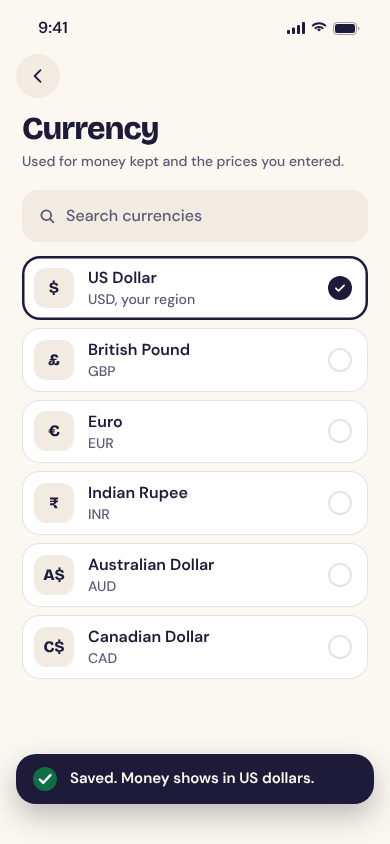 9:41
Currency
Used for money kept and the prices you entered.
Search currencies
$
US Dollar
USD, your region
£
British Pound
GBP
€
Euro
EUR
₹
Indian Rupee
INR
A$
Australian Dollar
AUD
C$
Canadian Dollar
CAD
Saved. Money shows in US dollars.